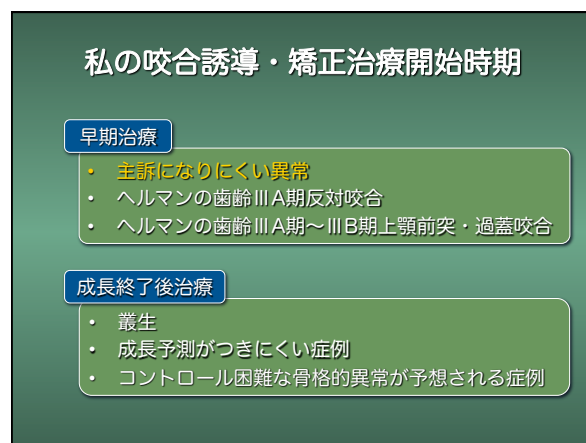 私の咬合誘導・矯正治療開始時期
早期治療
・ 主訴になりにくい異常
・ ヘルマンの歯齢ⅢA期反対咬合
・ ヘルマンの歯齢ⅢA期～ⅢB期上顎前突・過蓋咬合
成長終了後治療
・ 叢生
・ 成長予測がつきにくい症例
・ コントロール困難な骨格的異常が予想される症例